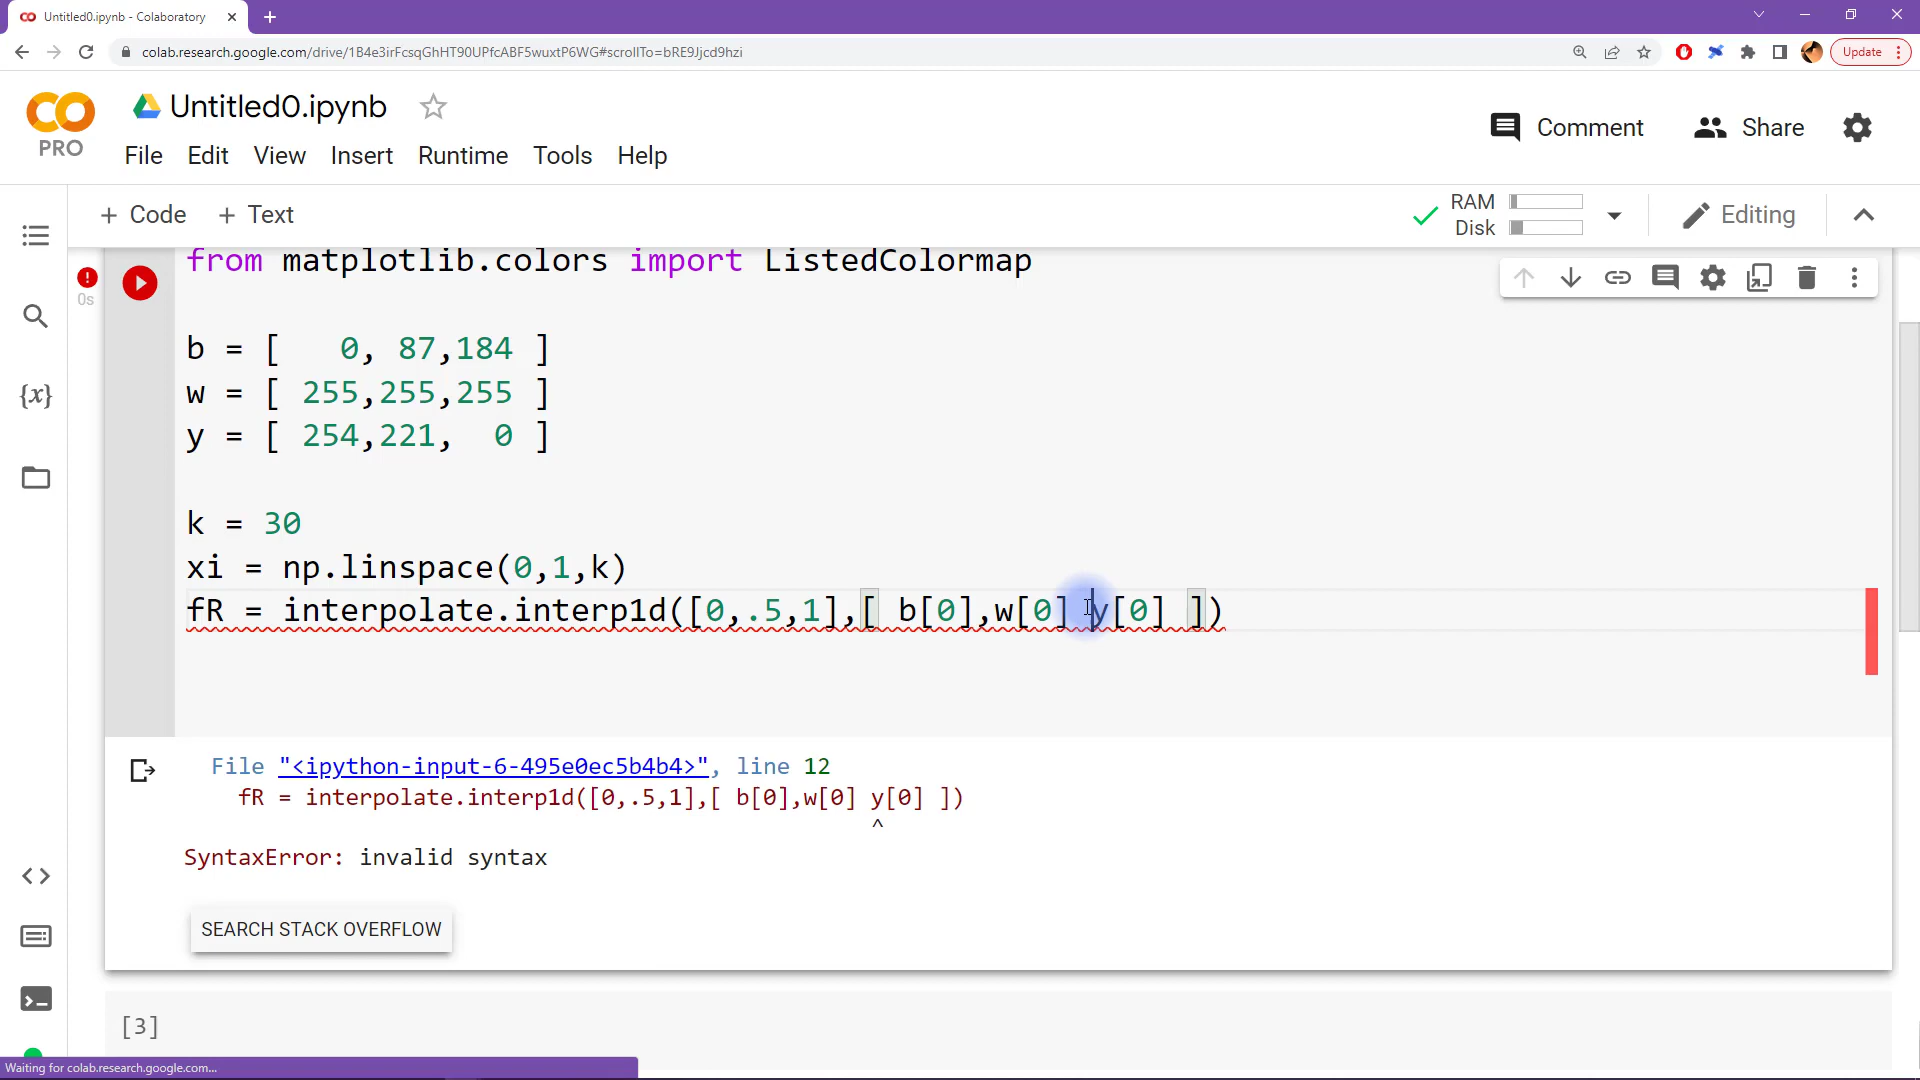 Untitled0.ipynb - Colaboratory
colab.research.google.com/drive/1B4e3irFcsqGhHT90UPfcABF5wuxtP6WG#scrollTo=bRE9Jjcd9hzi
Update
PRO
Untitled0.ipynb
File Edit View Insert Runtime Tools Help
Comment
Share
+ Code + Text
RAM
Disk
Editing
from matplotlib.colors import ListedColormap
0s
b = [   0, 87,184 ]
w = [ 255,255,255 ]
y = [ 254,221,  0 ]
k = 30
xi = np.linspace(0,1,k)
fR = interpolate.interp1d([0,.5,1],[ b[0],w[0] y[0] ])
{x}
File "<ipython-input-6-495e0ec5b4b4>", line 12
fR = interpolate.interp1d([0,.5,1],[ b[0],w[0] y[0] ])
^
SyntaxError: invalid syntax
SEARCH STACK OVERFLOW
[3]
Waiting for colab.research.google.com...